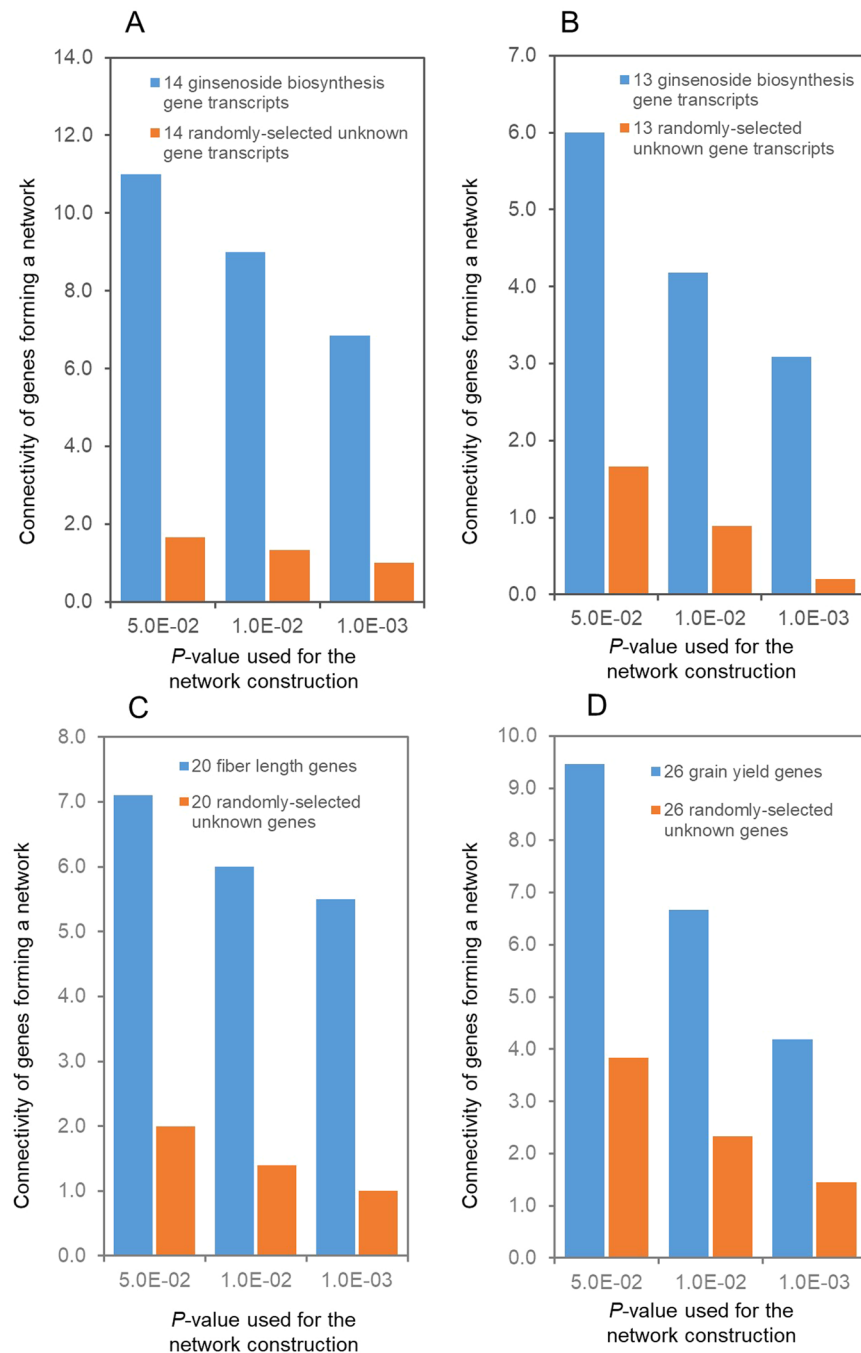 A
Connectivity of genes forming a network
14.0
12.0
10.0
8.0
6.0
4.0
2.0
0.0
14 ginsenoside biosynthesis
gene transcripts
14 randomly-selected unknown
gene transcripts
5.0E-02 1.0E-02 1.0E-03
P-value used for the
network construction
B
Connectivity of genes forming a network
7.0
6.0
5.0
4.0
3.0
2.0
1.0
0.0
13 ginsenoside biosynthesis
gene transcripts
13 randomly-selected
unknown gene transcripts
5.0E-02 1.0E-02 1.0E-03
P-value used for the
network construction
C
Connectivity of genes forming a network
8.0
7.0
6.0
5.0
4.0
3.0
2.0
1.0
0.0
20 fiber length genes
20 randomly-selected
unknown genes
5.0E-02 1.0E-02 1.0E-03
P-value used for the
network construction
D
Connectivity of genes forming a network
10.0
9.0
8.0
7.0
6.0
5.0
4.0
3.0
2.0
1.0
0.0
26 grain yield genes
26 randomly-selected
unknown genes
5.0E-02 1.0E-02 1.0E-03
P-value used for the
network construction